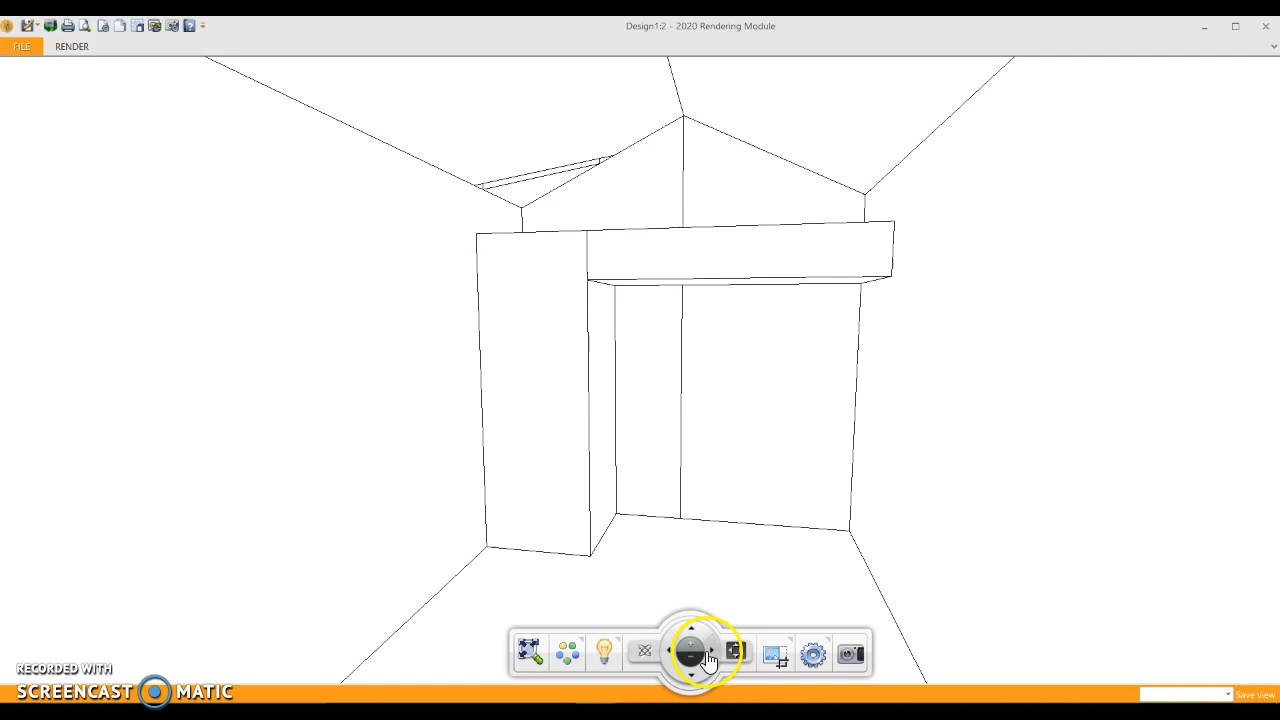 Design1:2 - 2020 Rendering Module
FILE
RENDER
RECORDED WITH
SCREENCAST MATIC
Save view